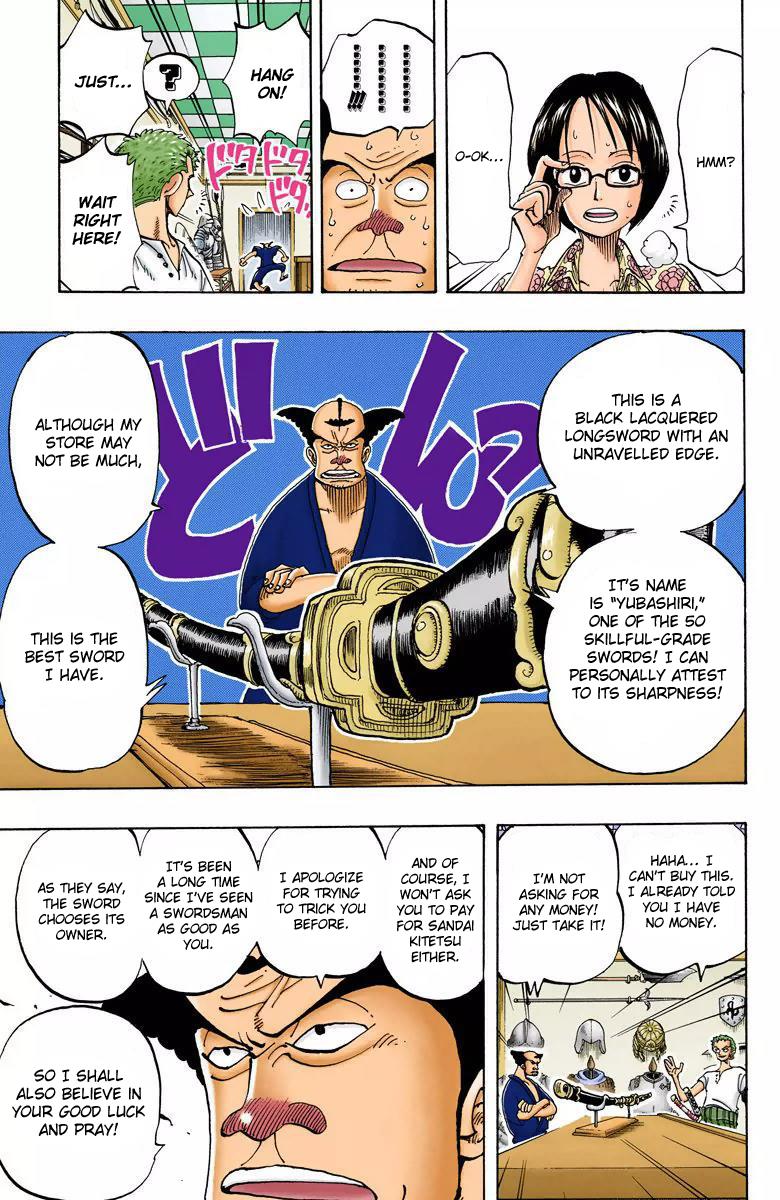 HMM?
O-OK...
!!!!!!!!!
HANG
ON!
?
JUST...
WAIT
RIGHT
HERE!
ドタドタ
ドタ
THIS IS A
BLACK LACQUERED
LONGSWORD WITH AN
UNRAVELLED EDGE.
IT'S NAME
IS "YUBASHIRI,"
ONE OF THE 50
SKILLFUL-GRADE
SWORDS! I CAN
PERSONALLY ATTEST
TO ITS SHARPNESS!
どんっ
ALTHOUGH MY
STORE MAY
NOT BE MUCH,
THIS IS THE
BEST SWORD
I HAVE.
HAHA... I
CAN'T BUY THIS.
I ALREADY TOLD
YOU I HAVE
NO MONEY.
I'M NOT
ASKING FOR
ANY MONEY!
JUST TAKE IT!
AND OF
COURSE, I
WON'T ASK
YOU TO PAY
FOR SANDAI
KITETSU
EITHER.
I APOLOGIZE
FOR TRYING
TO TRICK YOU
BEFORE.
IT'S BEEN
A LONG TIME
SINCE I'VE SEEN
A SWORDSMAN
AS GOOD AS
YOU.
AS THEY SAY,
THE SWORD
CHOOSES ITS
OWNER.
SO I SHALL
ALSO BELIEVE IN
YOUR GOOD LUCK
AND PRAY!